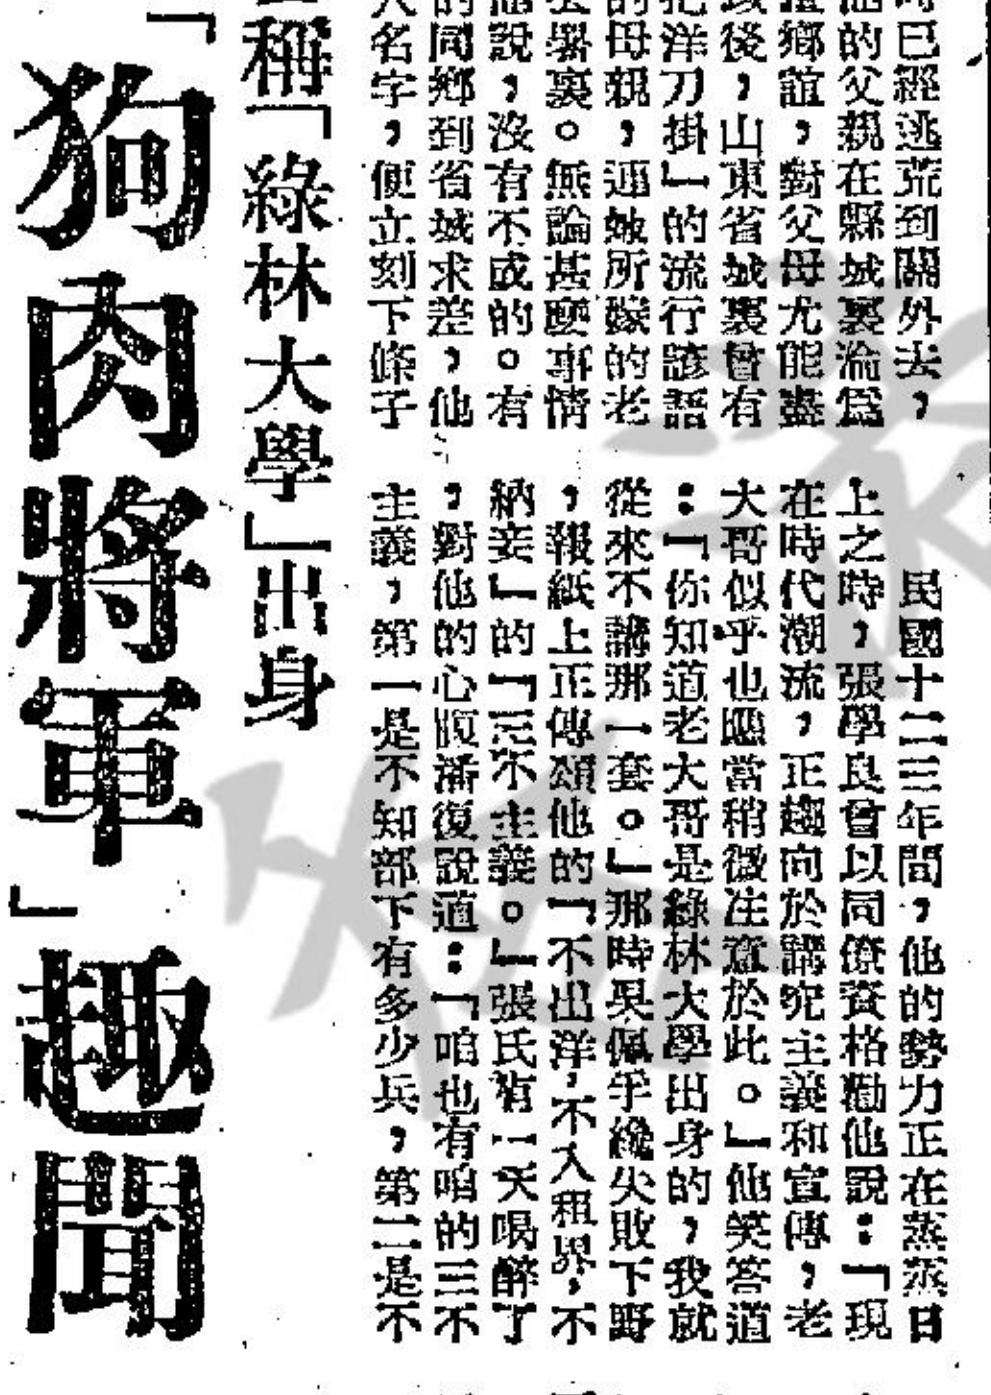 已經逃荒到關外去，
他的父親在縣城裏淪爲
鄉誼，對父母尤能盡
後，山東省城裏曾有
把洋刀掛」的流行諺語
的母親，連她所嫁的老
署裏。無論甚麼事情
他說，沒有不成的。有
的同鄉到省城求差，他
名字，便立刻下條子
民國十二三年間，他的勢力正在蒸蒸日
上之時，張學良曾以同僚資格勸他說：「現
在時代潮流，正趨向於講究主義和宣傳，老
大哥似乎也應當稍微注意於此。」他笑答道
：「你知道老大哥是綠林大學出身的，我就
從來不講那一套。」那時吳佩孚纔失敗下野
，報紙上正傳頌他的「不出洋，不入租界，不
納妾」的「三不主義。」張氏有一天喝醉了
，對他的心腹潘復說道：「咱也有咱的三不
主義，第一是不知部下有多少兵，第二是不
稱「綠林大學」出身
「狗肉將軍」趣聞